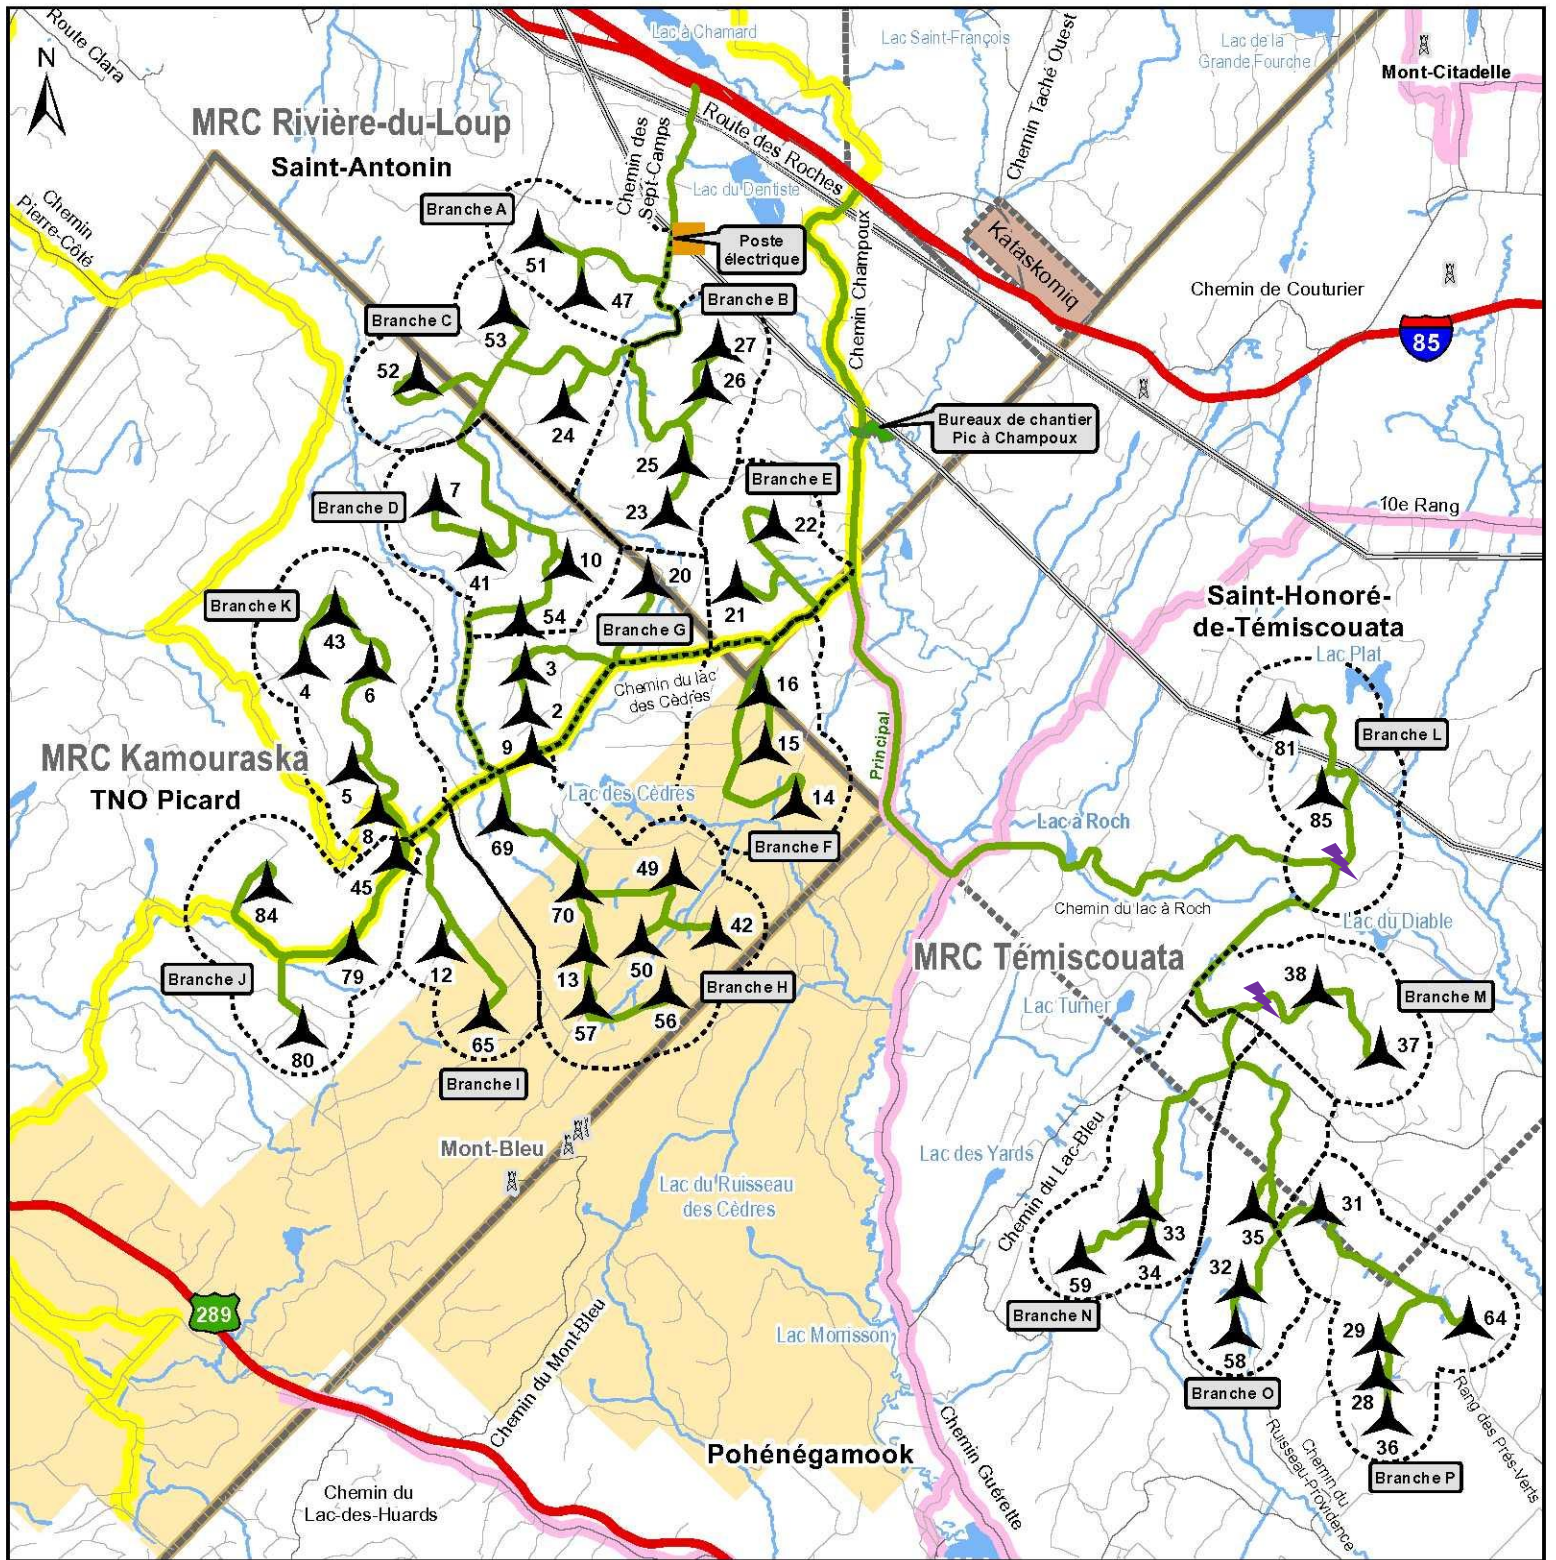 Route Clara
N
Lac à Chamard
Lac Saint-François
Chemin Taché Ouest
Lac de la
Grande Fourche
Mont-Citadelle
MRC Rivière-du-Loup
Saint-Antonin
Chemin des
Sept-Camps
Route des Roches
Lac du Dentiste
Chemin
Pierre-Côté
Branche A
51
47
Poste
électrique
Kataskomiq
Chemin de Couturier
85
Chemin Champoux
Branche B
Branche C
53
52
24
27
26
25
23
Bureaux de chantier
Pic à Champoux
Branche E
22
21
10e Rang
Branche D
7
41
10
54
20
Branche G
Branche K
43
4
6
5
8
3
2
9
Chemin du lac
des Cèdres
16
15
14
Branche F
Principal
Saint-Honoré-
de-Témiscouata
Lac Plat
81
Branche L
85
MRC Kamouraska
TNO Picard
Lac des Cèdres
Lac à Roch
Chemin du lac à Roch
Lac du Diable
69
45
84
79
80
Branche J
12
65
Branche I
70
49
42
50
13
57
56
Branche H
MRC Témiscouata
38
Branche M
37
Lac Turner
Mont-Bleu
Lac du Ruisseau
des Cèdres
Lac des Yards
Chemin du Lac-Bleu
33
34
59
Branche N
35
31
32
58
Branche O
29
28
36
64
Branche P
289
Lac Morrisson
Chemin du Mont-Bleu
Chemin Guérette
Pohénégamook
Chemin du
Lac-des-Huards
Chemin du
Ruisseau-Providence
Rang des Prés-Verts